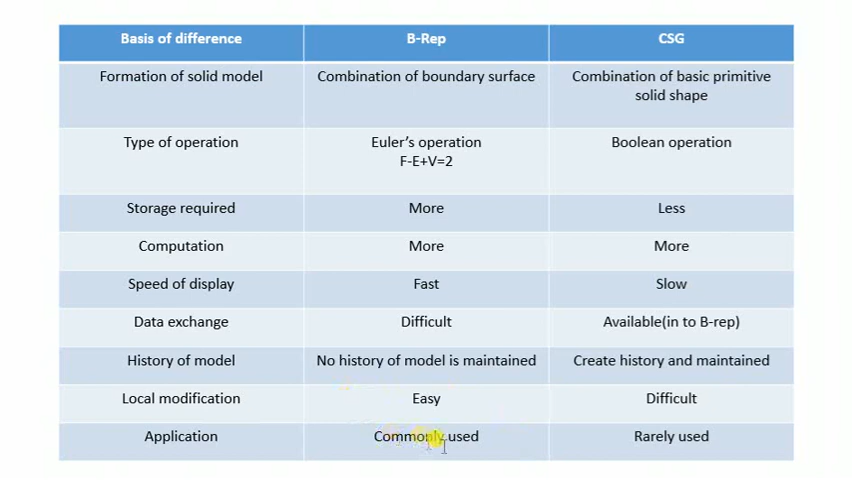 Basis of difference B-Rep CSG
Formation of solid model Combination of boundary surface Combination of basic primitive
solid shape
Type of operation Euler's operation Boolean operation
F-E+V=2
Storage required More Less
Computation More More
Speed of display Fast Slow
Data exchange Difficult Available(in to B-rep)
History of model No history of model is maintained Create history and maintained
Local modification Easy Difficult
Application Commonly used Rarely used